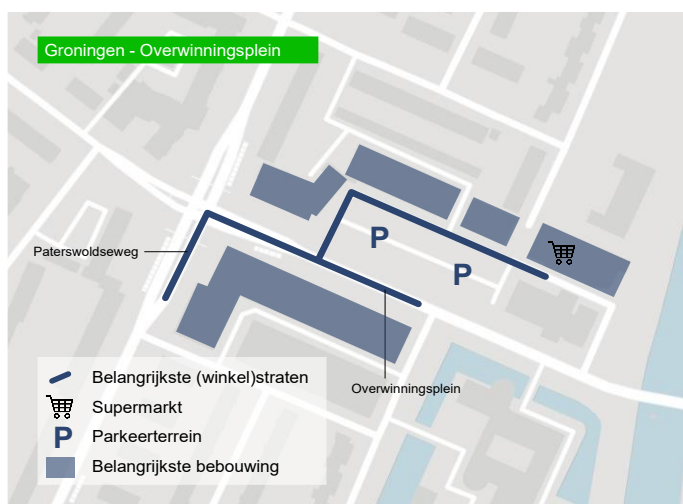 Groningen - Overwinningsplein
P
Paterswoldseweg
P
Overwinningsplein
Belangrijkste (winkel)straten
Supermarkt
P Parkeerterrein
Belangrijkste bebouwing